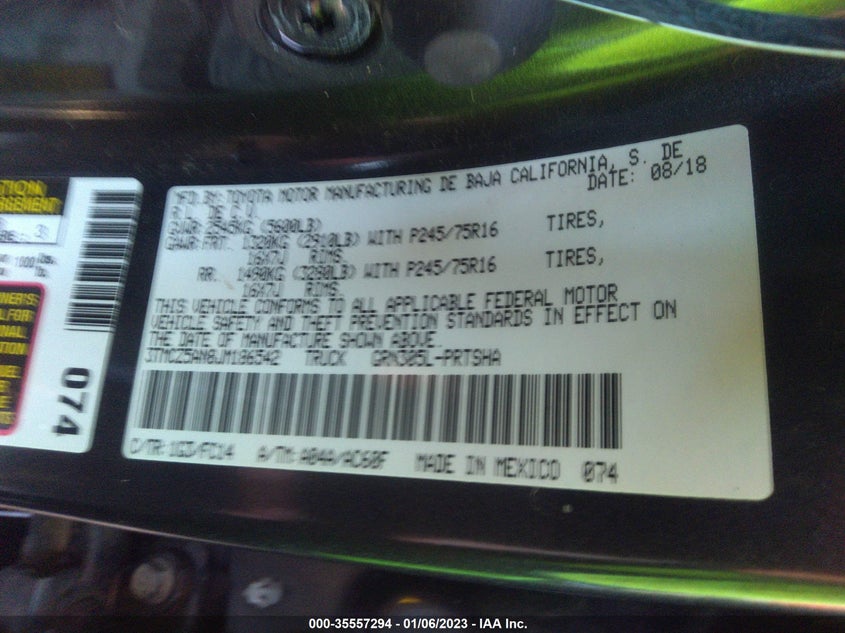 MFD.BY: TOYOTA MOTOR MANUFACTURING DE BAJA CALIFORNIA, S. DE
R.L. DE C.V. DATE: 08/18
GVWR: 2545KG (5600LB)
GAWR: FRT. 1320KG (2910LB) WITH P245/75R16 TIRES,
16X7J RIMS.
RR. 1490KG (3280LB) WITH P245/75R16 TIRES,
16X7J RIMS.
THIS VEHICLE CONFORMS TO ALL APPLICABLE FEDERAL MOTOR
VEHICLE SAFETY AND THEFT PREVENTION STANDARDS IN EFFECT ON
THE DATE OF MANUFACTURE SHOWN ABOVE.
3TMCZ5AN8JM186542 TRUCK GRN305L-PRTSHA
C/TR: 1G3/FC14 A/TM: A04A/AC60F MADE IN MEXICO 074
074
000-35557294 - 01/06/2023 - IAA Inc.